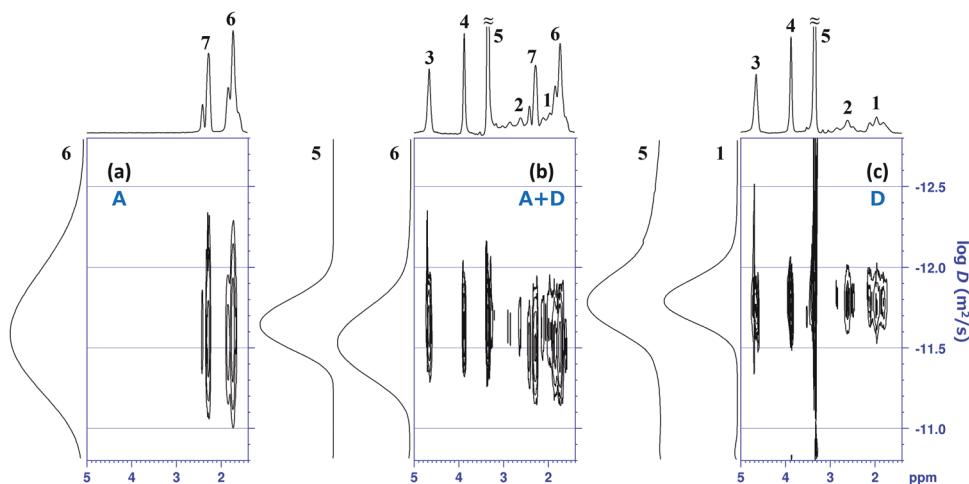 7 6
3 4 ≈ 5 2 7 1 6
3 4 ≈ 5 2 1
6 (a) A
5 6 (b) A+D
5 1 (c) D
-12.5
-12.0
-11.5
-11.0
log D (m²/s)
5 4 3 2
5 4 3 2
5 4 3 2 ppm